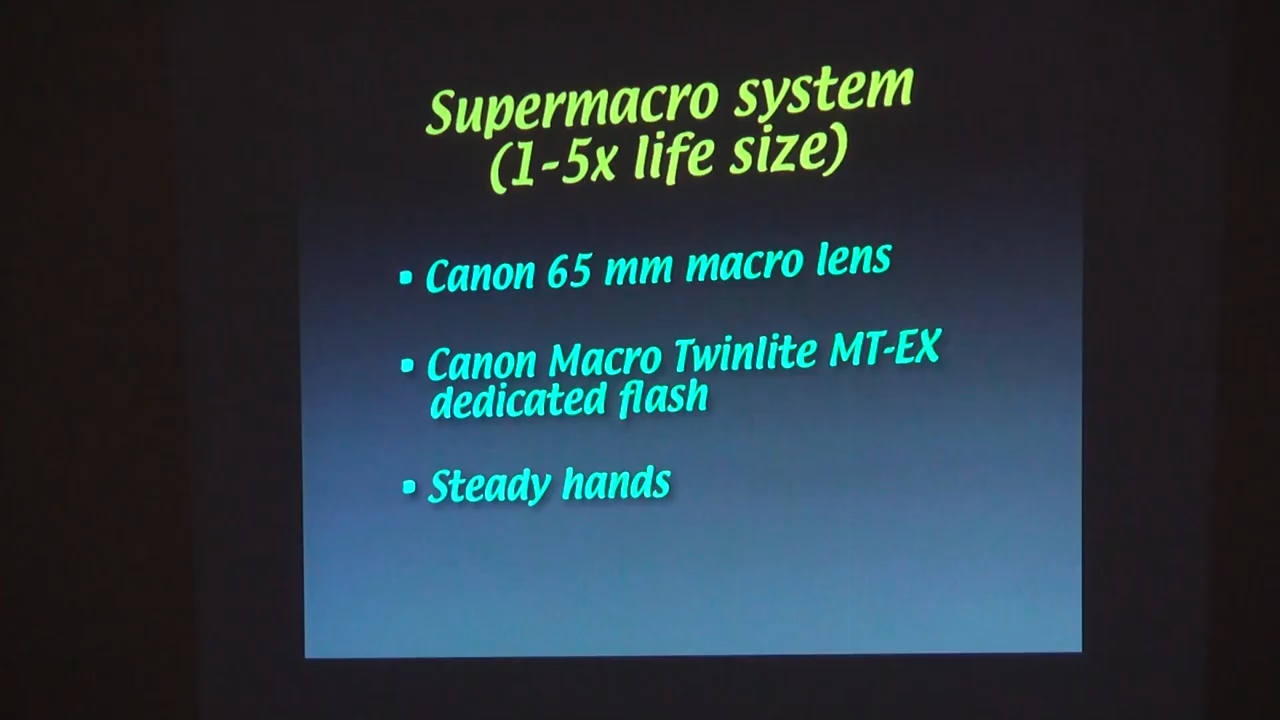 Supermacro system
(1-5x life size)
• Canon 65 mm macro lens
• Canon Macro Twinlite MT-EX
dedicated flash
• Steady hands